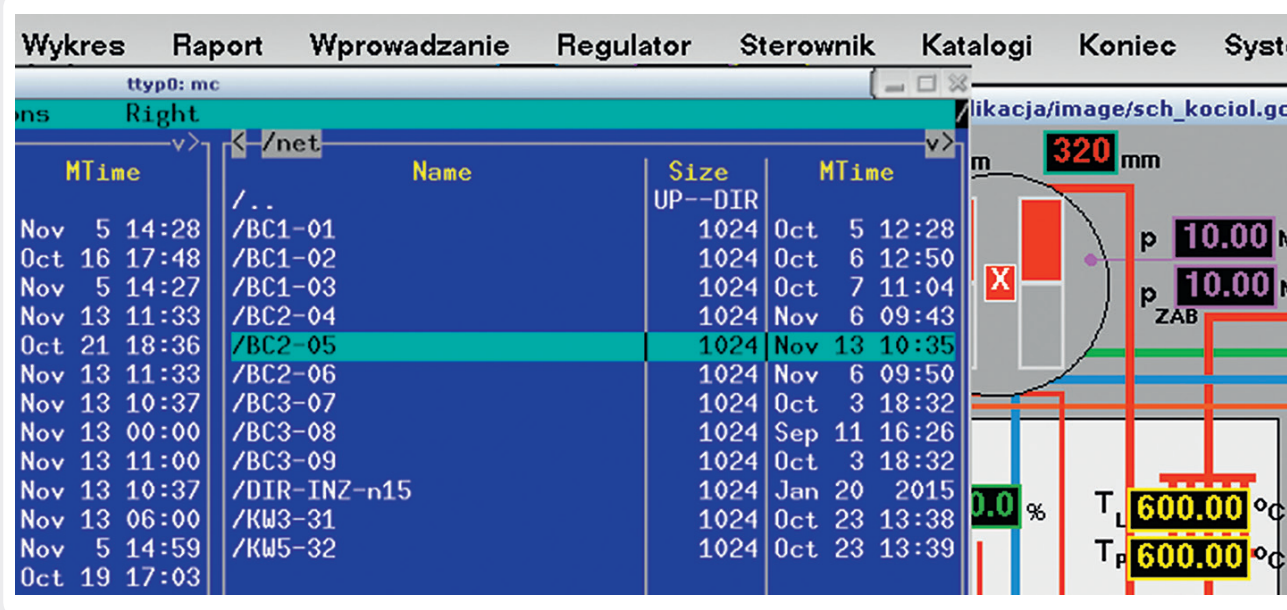 Wykres Raport Wprowadzanie Regulator Sterownik Katalogi Koniec Syst
ttyp0: mc
ons Right
likacja/image/sch_kociol.gc
v> < /net v>
MTime Name Size MTime
/.. UP--DIR
Nov 5 14:28 /BC1-01 1024 Oct 5 12:28
Oct 16 17:48 /BC1-02 1024 Oct 6 12:50
Nov 5 14:27 /BC1-03 1024 Oct 7 11:04
Nov 13 11:33 /BC2-04 1024 Nov 6 09:43
Oct 21 18:36 /BC2-05 1024 Nov 13 10:35
Nov 13 11:33 /BC2-06 1024 Nov 6 09:50
Nov 13 10:37 /BC3-07 1024 Oct 3 18:32
Nov 13 00:00 /BC3-08 1024 Sep 11 16:26
Nov 13 11:00 /BC3-09 1024 Oct 3 18:32
Nov 13 10:37 /DIR-INZ-n15 1024 Jan 20 2015
Nov 13 06:00 /KW3-31 1024 Oct 23 13:38
Nov 5 14:59 /KW5-32 1024 Oct 23 13:39
Oct 19 17:03
m 320 mm
p 10.00
X
p ZAB 10.00
0.0 %
T L 600.00 °C
T P 600.00 °C